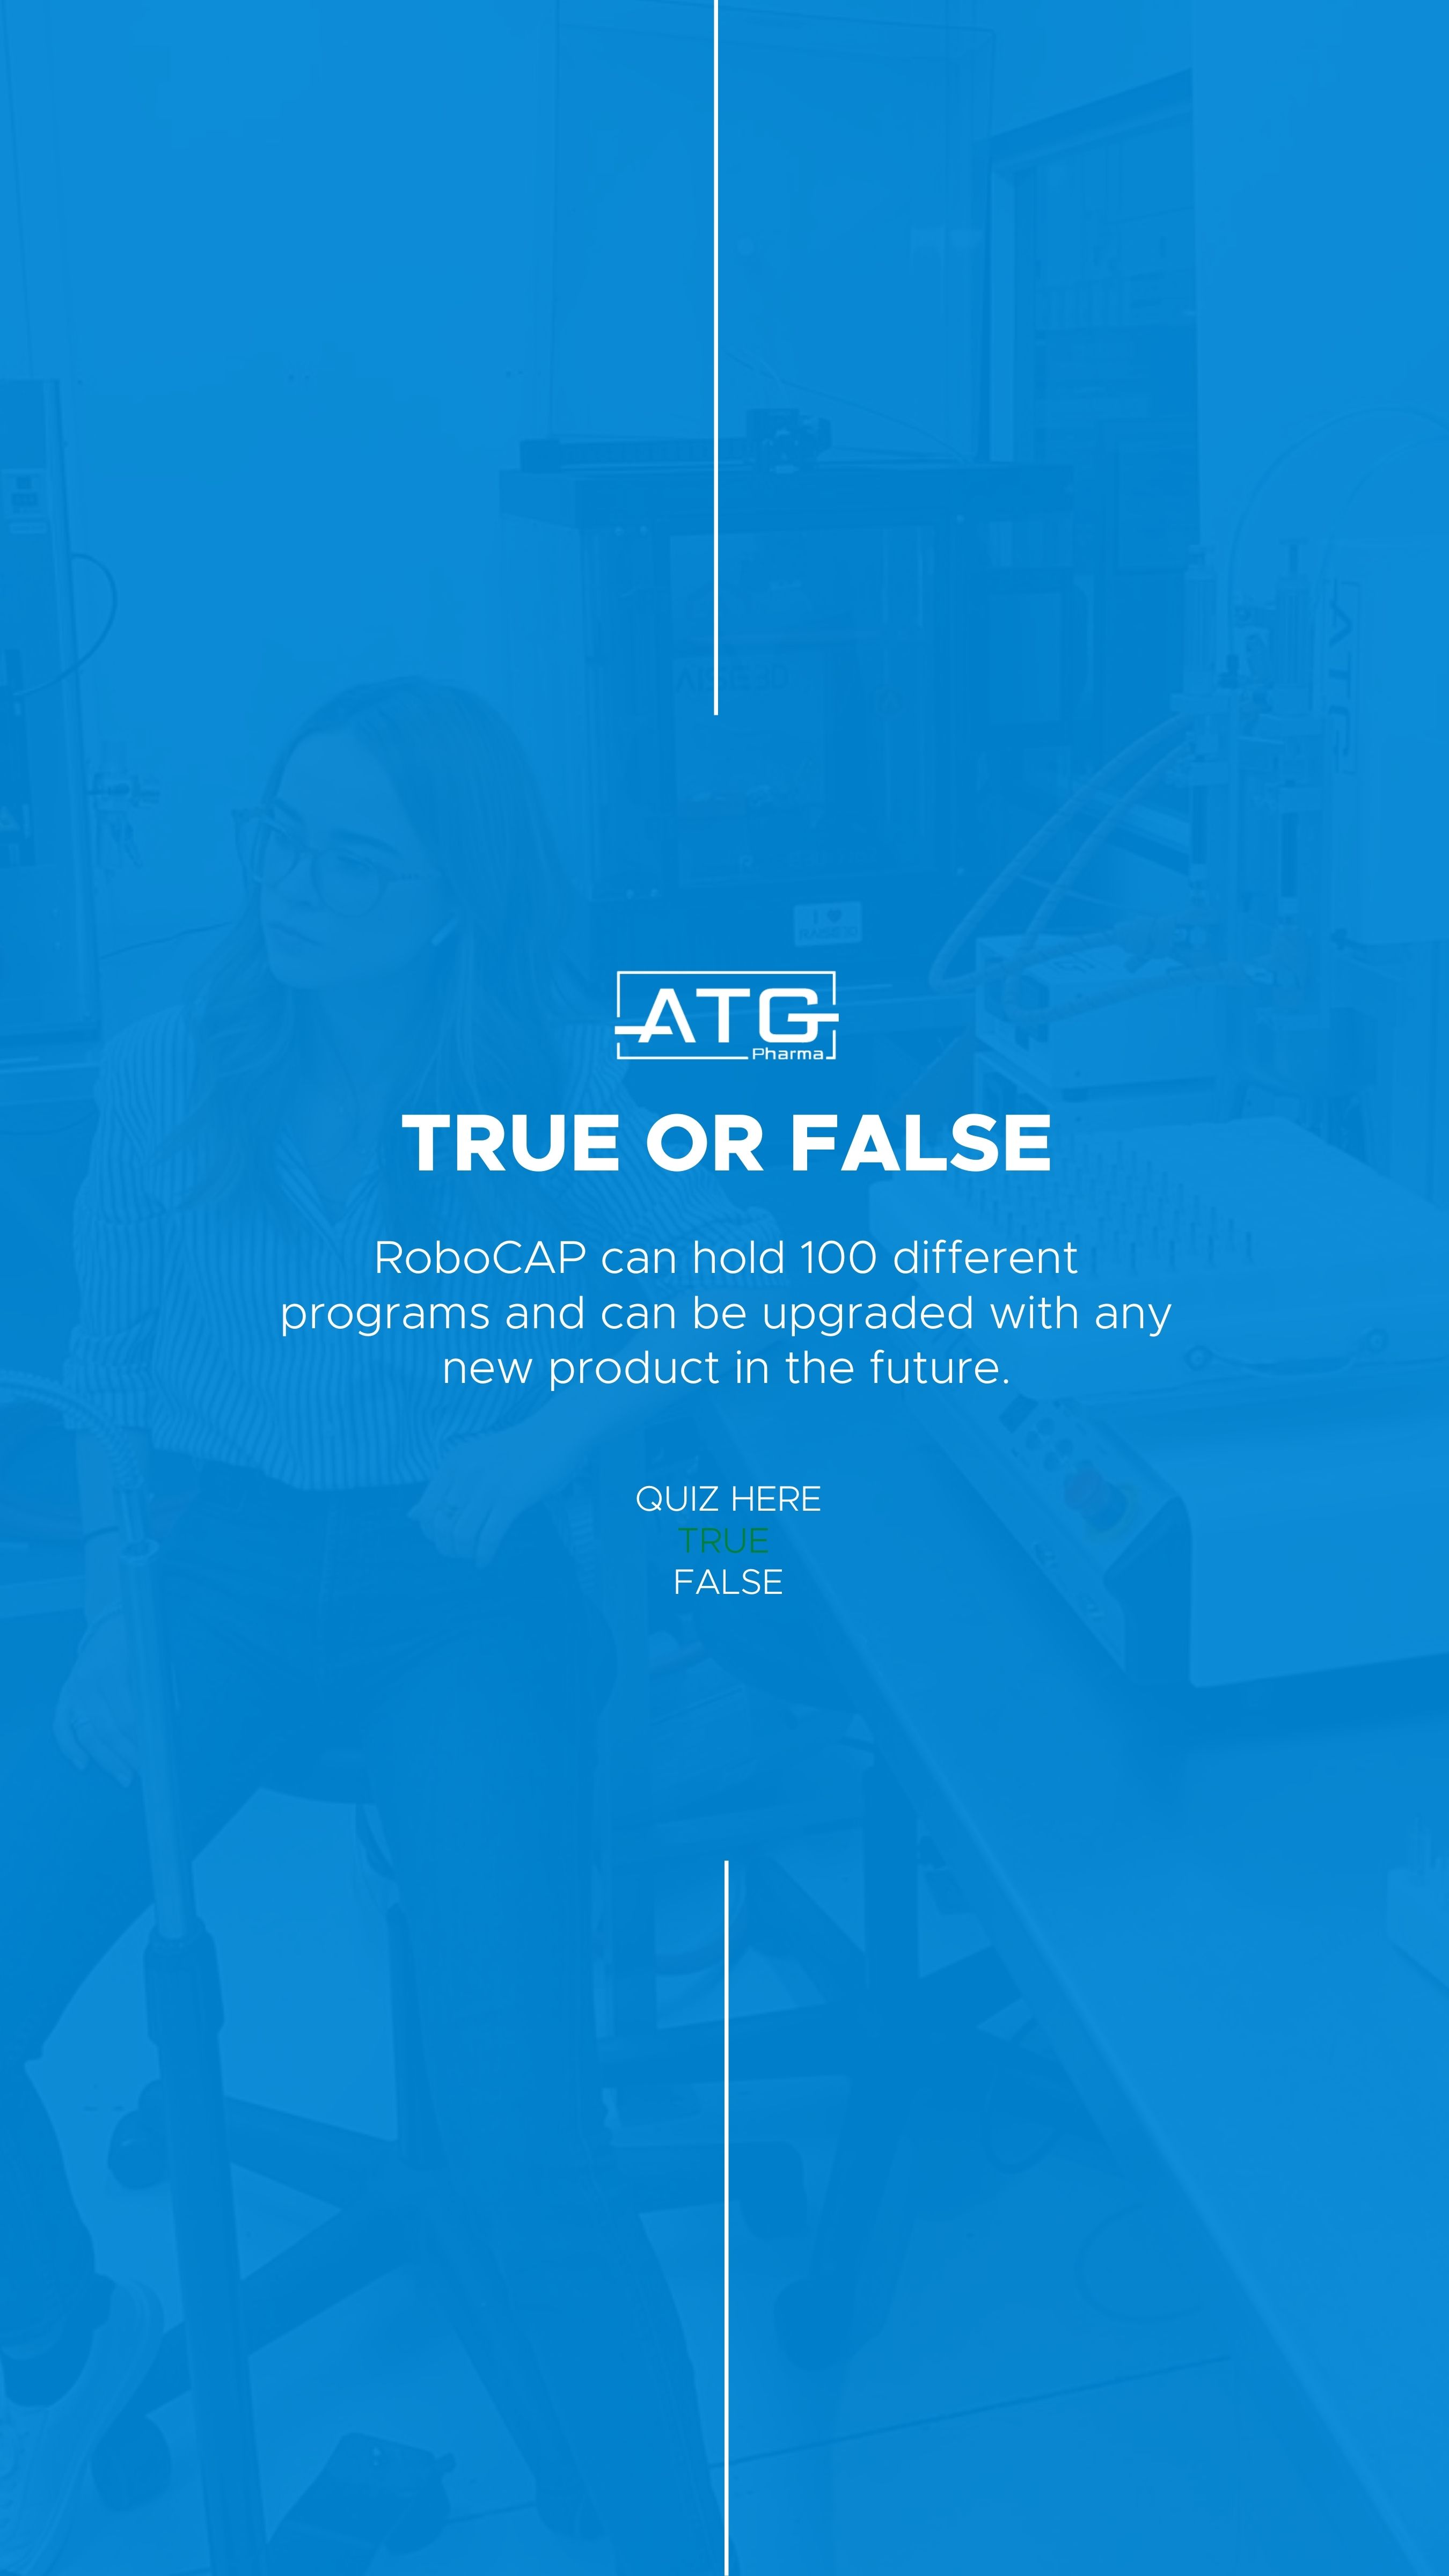 ATG
Pharma
TRUE OR FALSE
RoboCAP can hold 100 different
programs and can be upgraded with any
new product in the future.
QUIZ HERE
TRUE
FALSE
ATG